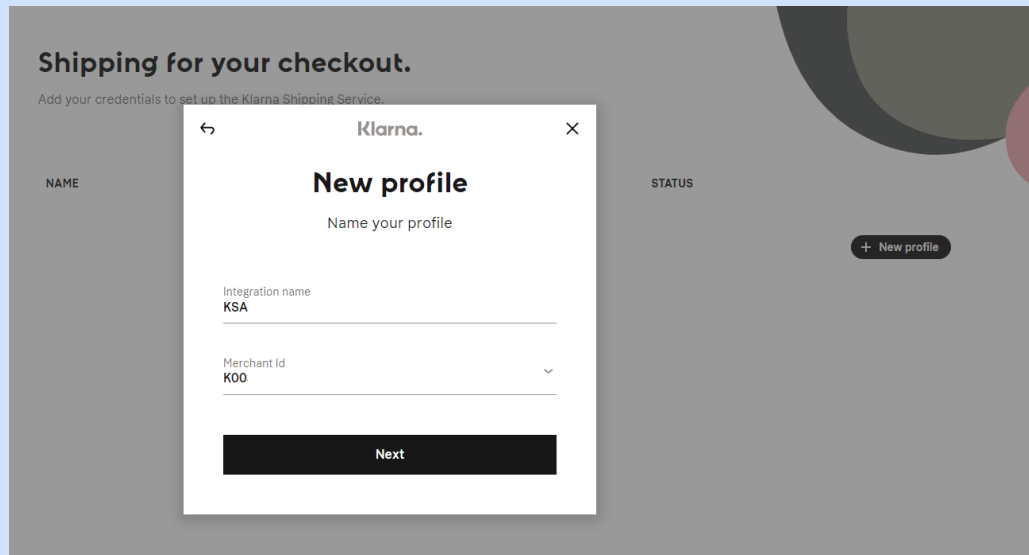 Shipping for your checkout.
Add your credentials to set up the Klarna Shipping Service.
Klarna.
New profile
NAME
STATUS
Name your profile
+ New profile
Integration name
KSA
Merchant Id
K00
Next